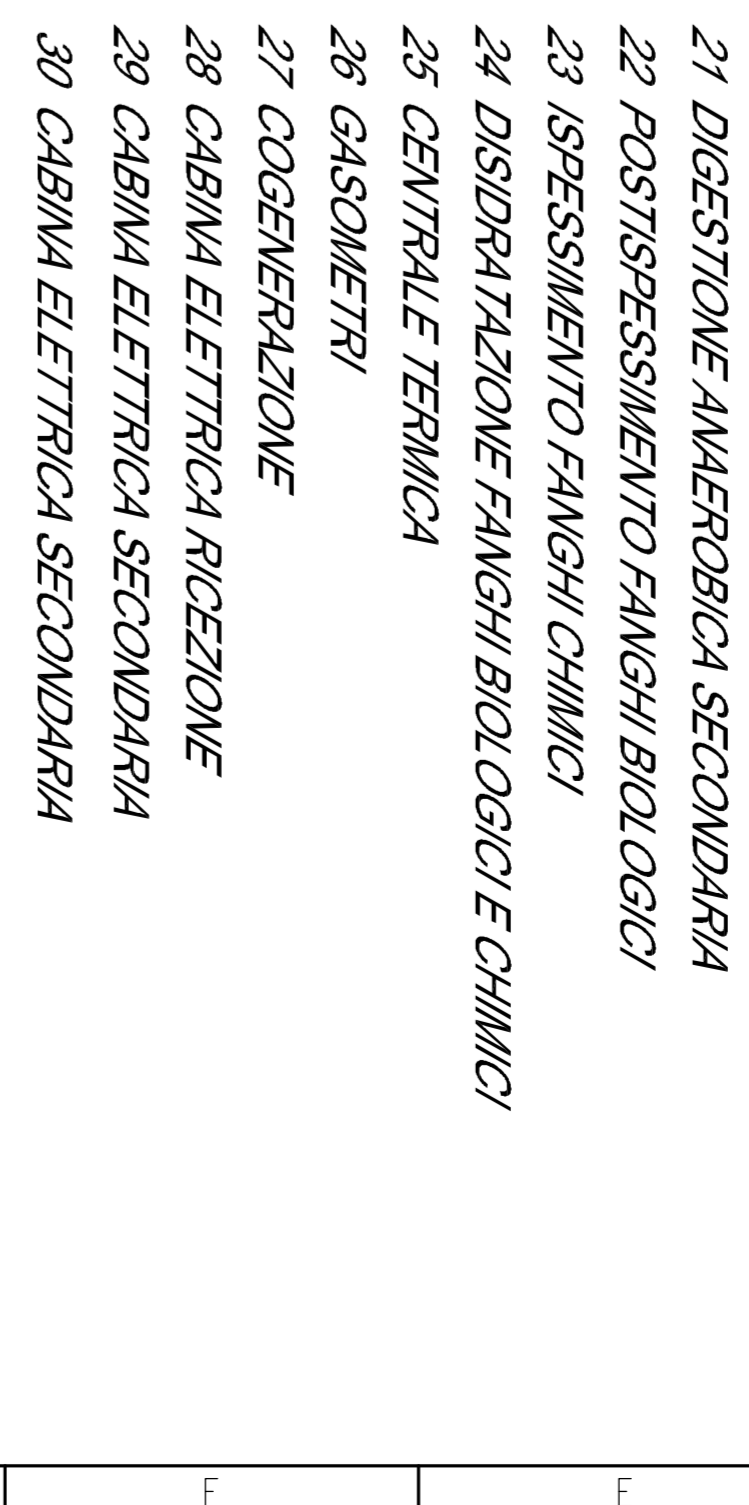 21 DIGESTIONE ANAEROBICA SECONDARIA
22 POSTISPESSIMENTO FANGHI BIOLOGICI
23 ISPESSIMENTO FANGHI CHIMICI
24 DISIDRATAZIONE FANGHI BIOLOGICI E CHIMICI
25 CENTRALE TERMICA
26 GASOMETRI
27 COGENERAZIONE
28 CABINA ELETTRICA RICEZIONE
29 CABINA ELETTRICA SECONDARIA
30 CABINA ELETTRICA SECONDARIA